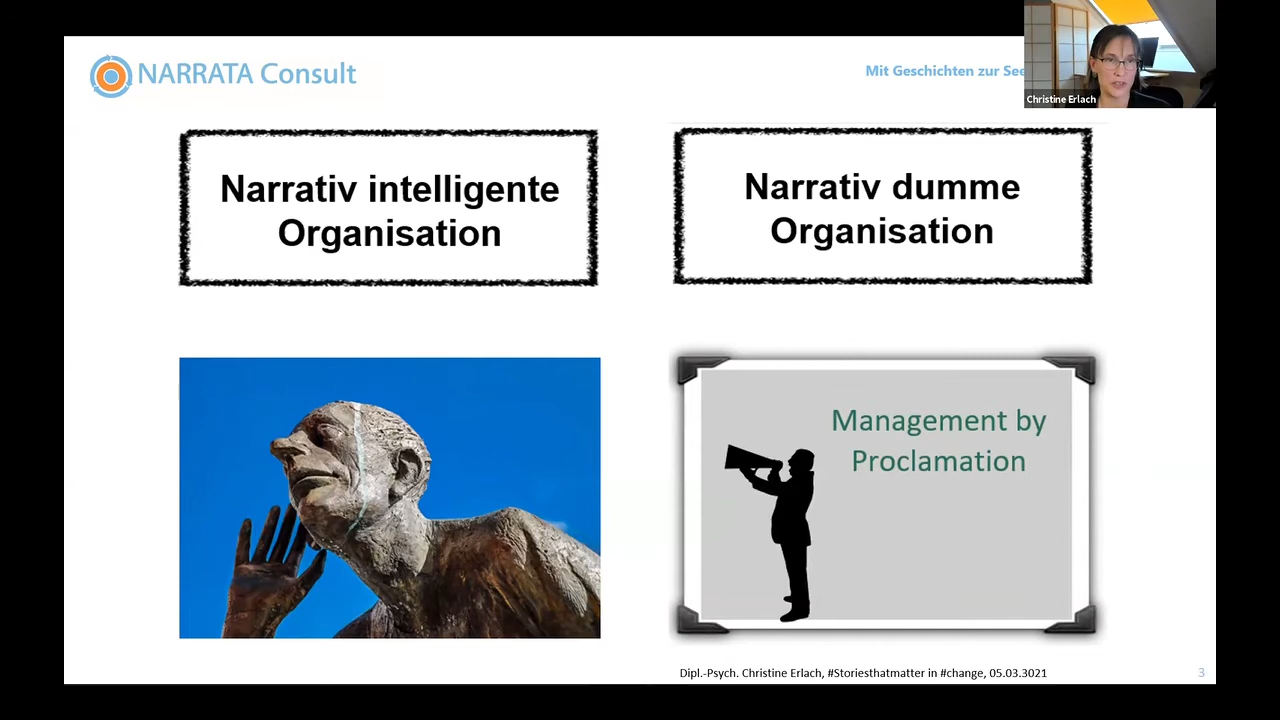 NARRATA Consult
Mit Geschichten zur
Christine Erlach
Narrativ intelligente
Organisation
Narrativ dumme
Organisation
Management by
Proclamation
Dipl.-Psych. Christine Erlach, #Storiesthatmatter in #change, 05.03.3021
3